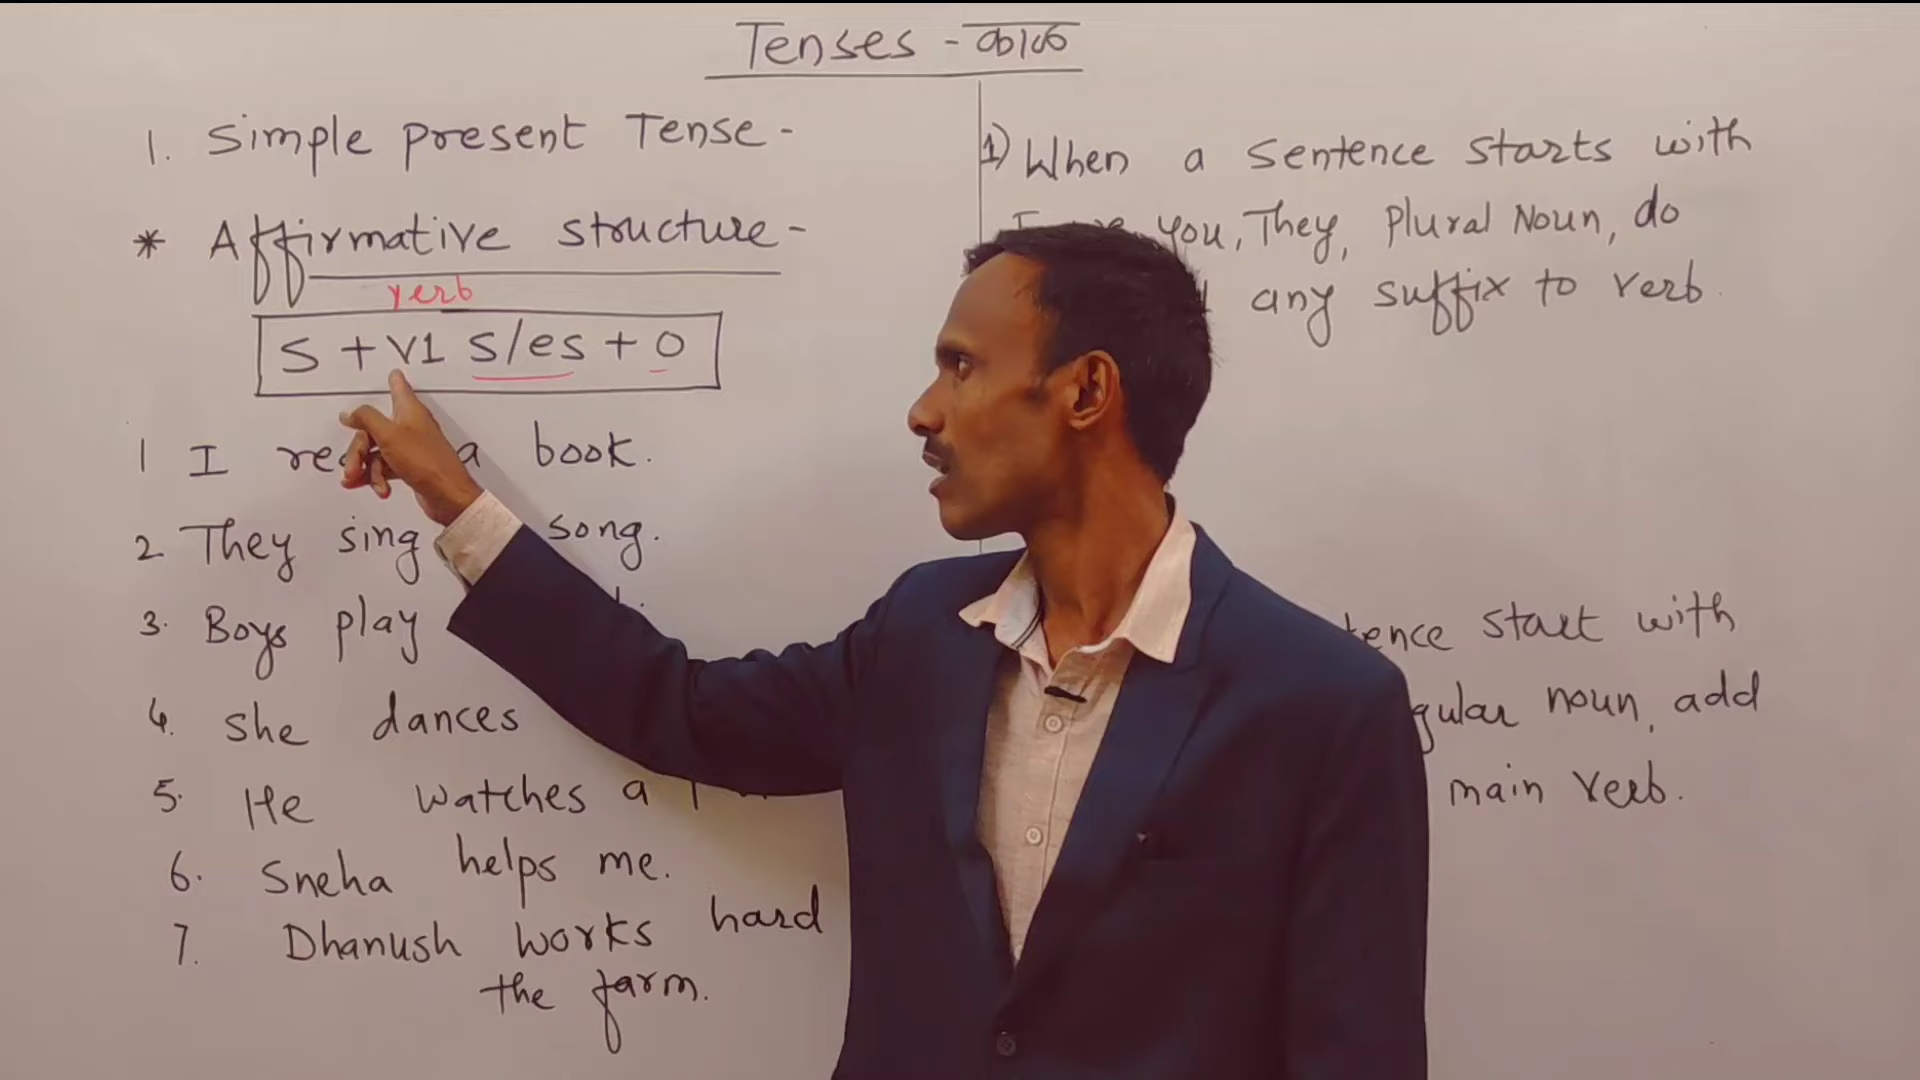 Tenses - काळ
1. Simple present Tense -
* Affirmative structure -
verb
S + V1 S/es + O
1 I a book.
2 They sing song.
3. Boys play
4. She dances
5. He watches a
6. Sneha helps me.
7. Dhanush works hard
the farm.
1) When a sentence starts with
you, They, Plural Noun, do
any suffix to verb.
start with
noun, add
main verb.